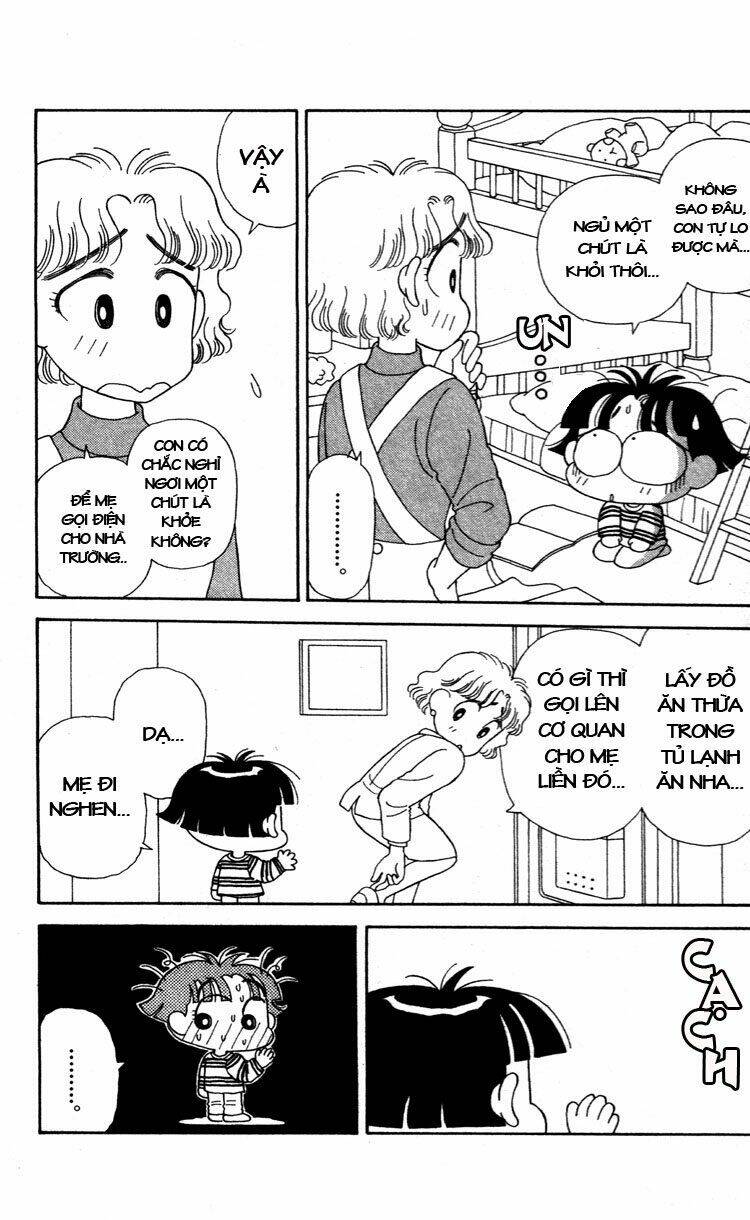 KHÔNG
SAO ĐÂU,
CON TỰ LO
ĐƯỢC MÀ...
NGỦ MỘT
CHÚT LÀ
KHỎI THÔI...
ỪN
.........
VẬY
À
CON CÓ
CHẮC NGHỈ
NGƠI MỘT
CHÚT LÀ
KHỎE
KHÔNG?
ĐỂ MẸ
GỌI ĐIỆN
CHO NHÀ
TRƯỜNG..
LẤY ĐỒ
ĂN THỪA
TRONG
TỦ LẠNH
ĂN NHA...
CÓ GÌ THÌ
GỌI LÊN
CƠ QUAN
CHO MẸ
LIỀN ĐÓ...
DẠ...
MẸ ĐI
NGHEN...
CẠCH
......